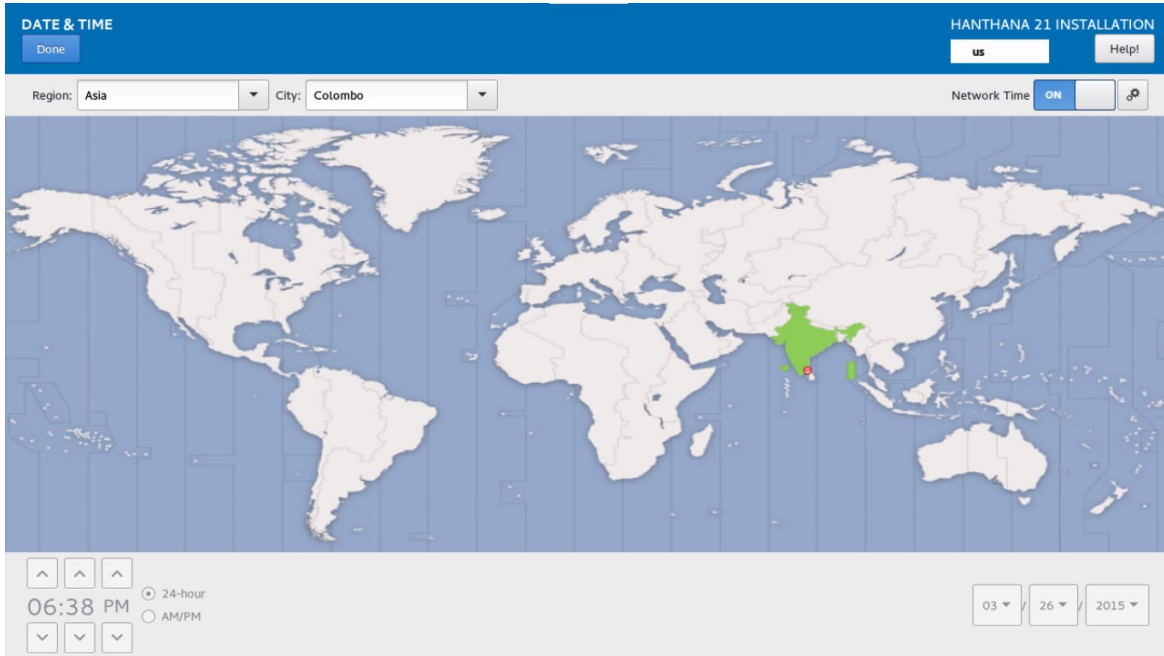 DATE & TIME
HANTHANA 21 INSTALLATION
Done
us
Help!
Region: Asia
City: Colombo
Network Time ON
06:38 PM
24-hour
AM/PM
03 / 26 / 2015